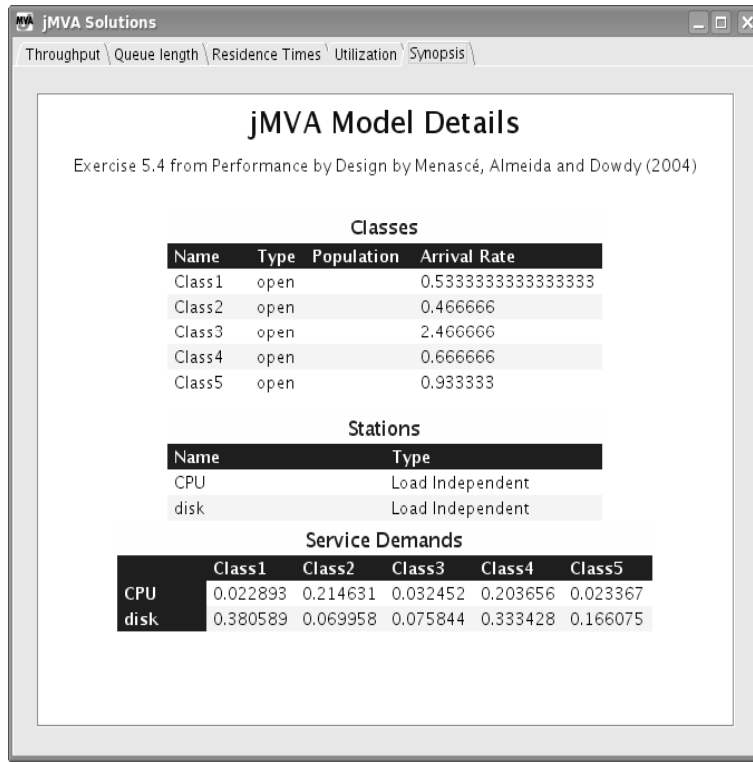 MVA jMVA Solutions
Throughput Queue length Residence Times Utilization Synopsis
jMVA Model Details
Exercise 5.4 from Performance by Design by Menascé, Almeida and Dowdy (2004)
Classes
Name Type Population Arrival Rate
Class1 open 0.5333333333333333
Class2 open 0.466666
Class3 open 2.466666
Class4 open 0.666666
Class5 open 0.933333
Stations
Name Type
CPU Load Independent
disk Load Independent
Service Demands
Class1 Class2 Class3 Class4 Class5
CPU 0.022893 0.214631 0.032452 0.203656 0.023367
disk 0.380589 0.069958 0.075844 0.333428 0.166075